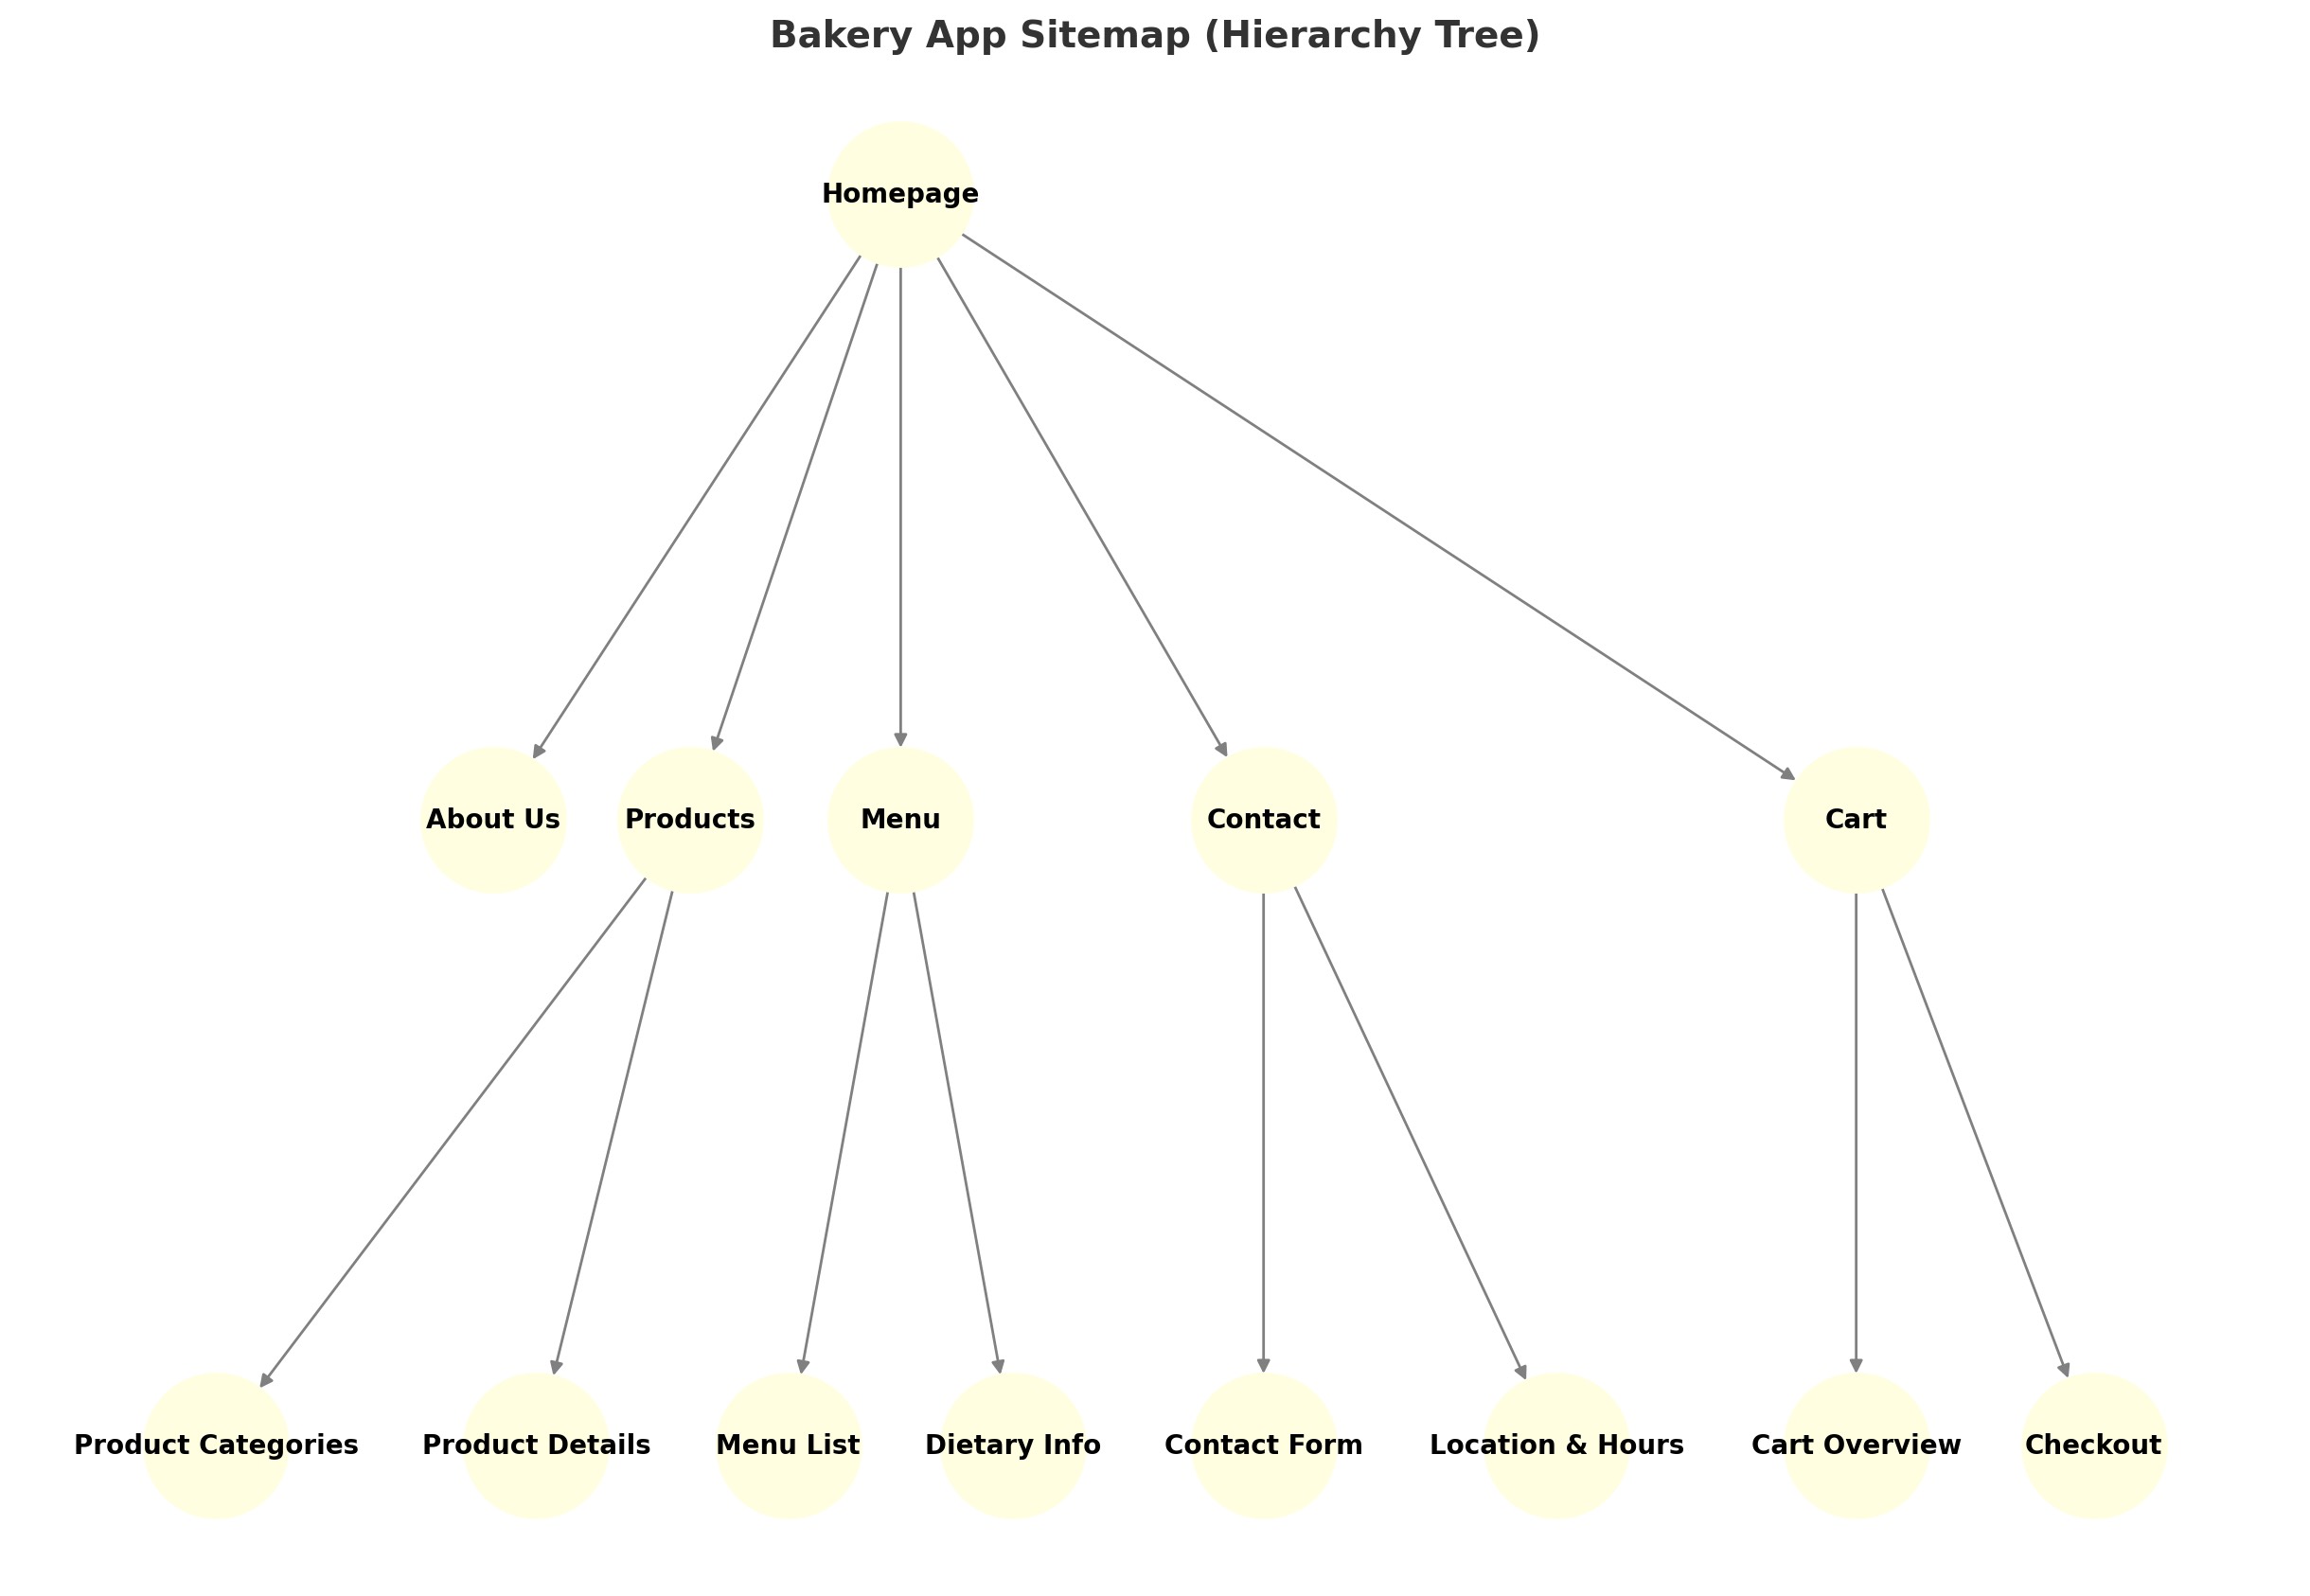 Bakery App Sitemap (Hierarchy Tree)
Homepage
About Us
Products
Menu
Contact
Cart
Product Categories
Product Details
Menu List
Dietary Info
Contact Form
Location & Hours
Cart Overview
Checkout